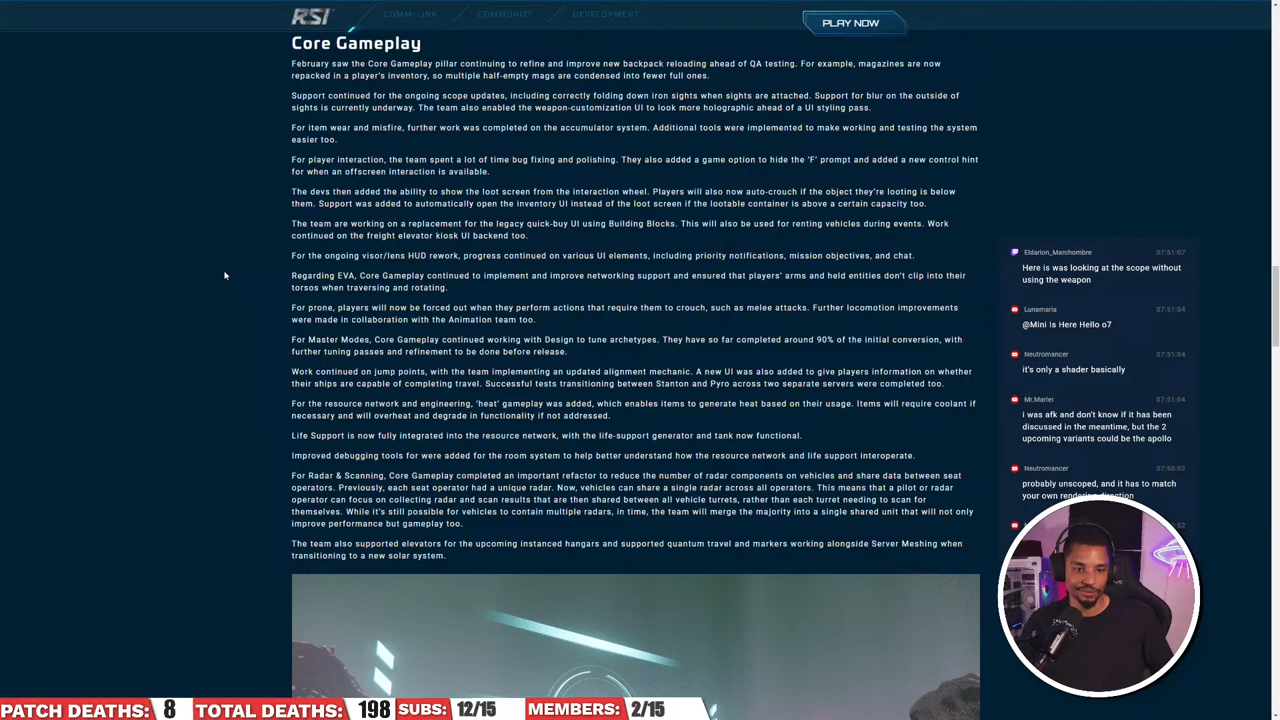 RSI
COMM-LINK
COMMUNITY
DEVELOPMENT
PLAY NOW
Core Gameplay
February saw the Core Gameplay pillar continuing to refine and improve new backpack reloading ahead of QA testing. For example, magazines are now
repacked in a player's inventory, so multiple half-empty mags are condensed into fewer full ones.
Support continued for the ongoing scope updates, including correctly folding down iron sights when sights are attached. Support for blur on the outside of
sights is currently underway. The team also enabled the weapon-customization UI to look more holographic ahead of a UI styling pass.
For item wear and misfire, further work was completed on the accumulator system. Additional tools were implemented to make working and testing the system
easier too.
For player interaction, the team spent a lot of time bug fixing and polishing. They also added a game option to hide the 'F' prompt and added a new control hint
for when an offscreen interaction is available.
The devs then added the ability to show the loot screen from the interaction wheel. Players will also now auto-crouch if the object they're looting is below
them. Support was added to automatically open the inventory UI instead of the loot screen if the lootable container is above a certain capacity too.
The team are working on a replacement for the legacy quick-buy UI using Building Blocks. This will also be used for renting vehicles during events. Work
continued on the freight elevator kiosk UI backend too.
For the ongoing visor/lens HUD rework, progress continued on various UI elements, including priority notifications, mission objectives, and chat.
Regarding EVA, Core Gameplay continued to implement and improve networking support and ensured that players' arms and held entities don't clip into their
torsos when traversing and rotating.
For prone, players will now be forced out when they perform actions that require them to crouch, such as melee attacks. Further locomotion improvements
were made in collaboration with the Animation team too.
For Master Modes, Core Gameplay continued working with Design to tune archetypes. They have so far completed around 90% of the initial conversion, with
further tuning passes and refinement to be done before release.
Work continued on jump points, with the team implementing an updated alignment mechanic. A new UI was also added to give players information on whether
their ships are capable of completing travel. Successful tests transitioning between Stanton and Pyro across two separate servers were completed too.
For the resource network and engineering, 'heat' gameplay was added, which enables items to generate heat based on their usage. Items will require coolant if
necessary and will overheat and degrade in functionality if not addressed.
Life Support is now fully integrated into the resource network, with the life-support generator and tank now functional.
Improved debugging tools for were added for the room system to help better understand how the resource network and life support interoperate.
For Radar & Scanning, Core Gameplay completed an important refactor to reduce the number of radar components on vehicles and share data between seat
operators. Previously, each seat operator had a unique radar. Now, vehicles can share a single radar across all operators. This means that a pilot or radar
operator can focus on collecting radar and scan results that are then shared between all vehicle turrets, rather than each turret needing to scan for
themselves. While it's still possible for vehicles to contain multiple radars, in time, the team will merge the majority into a single shared unit that will not only
improve performance but gameplay too.
The team also supported elevators for the upcoming instanced hangars and supported quantum travel and markers working alongside Server Meshing when
transitioning to a new solar system.
Eldarion_Marchombre 07:51:07
Here is was looking at the scope without
using the weapon
Lunamaria 07:51:04
@Mini is Here Hello o7
Neutromancer 07:51:04
it's only a shader basically
Mr.Marler 07:51:04
i was afk and don't know if it has been
discussed in the meantime, but the 2
upcoming variants could be the apollo
Neutromancer 07:50:52
probably unscoped, and it has to match
your own rendering direction
PATCH DEATHS: 8
TOTAL DEATHS: 198
SUBS: 12/15
MEMBERS: 2/15